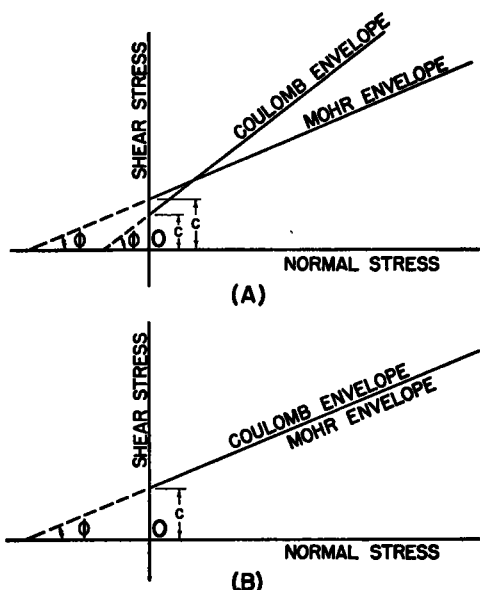 SHEAR STRESS
COULOMB ENVELOPE
MOHR ENVELOPE
C
C
Φ
Φ
O
NORMAL STRESS
(A)
SHEAR STRESS
COULOMB ENVELOPE
MOHR ENVELOPE
C
Φ
O
NORMAL STRESS
(B)